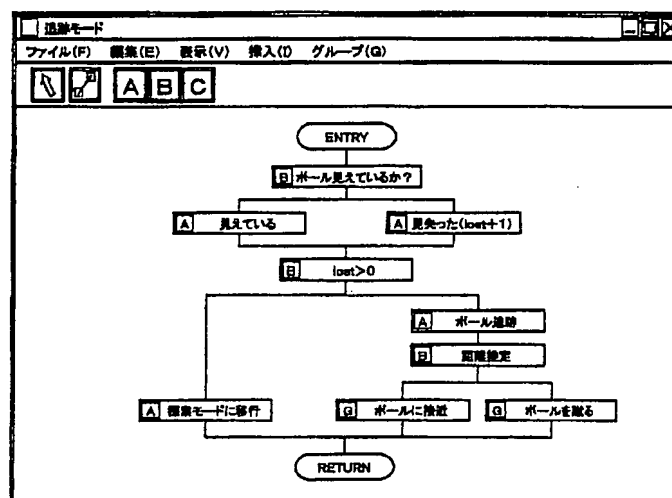 追跡モード
ファイル(F) 編集(E) 表示(V) 挿入(I) グループ(G)
A B C
ENTRY
B ボール見えているか？
A 見えている
A 見失った(lost+1)
B lost>0
A ボール追跡
B 距離推定
A 探索モードに移行
G ボールに接近
G ボールを蹴る
RETURN